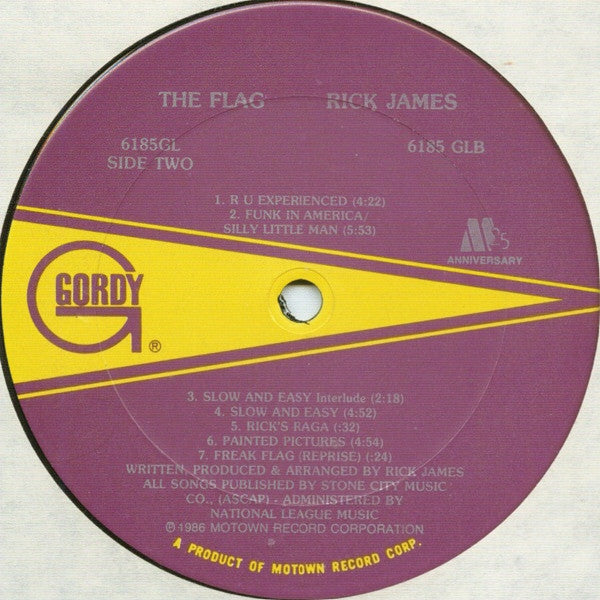 THE FLAG RICK JAMES
6185GL 6185 GLB
SIDE TWO
1. R U EXPERIENCED (4:22)
2. FUNK IN AMERICA/
SILLY LITTLE MAN (5:53)
ANNIVERSARY
GORDY
®
3. SLOW AND EASY Interlude (2:18)
4. SLOW AND EASY (4:52)
5. RICK'S RAGA (:32)
6. PAINTED PICTURES (4:54)
7. FREAK FLAG (REPRISE) (:24)
WRITTEN, PRODUCED & ARRANGED BY RICK JAMES
ALL SONGS PUBLISHED BY STONE CITY MUSIC
CO., (ASCAP) - ADMINISTERED BY
NATIONAL LEAGUE MUSIC
℗1986 MOTOWN RECORD CORPORATION
A PRODUCT OF MOTOWN RECORD CORP.